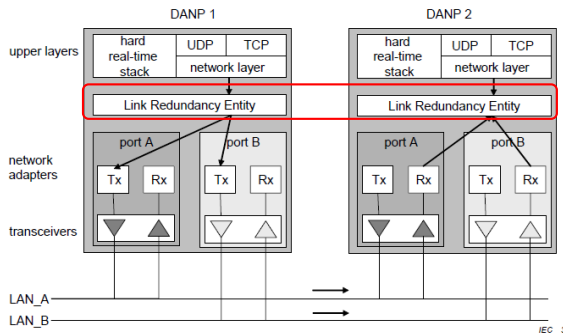 DANP 1
DANP 2
upper layers
hard
real-time
stack
UDP
TCP
network layer
hard
real-time
stack
UDP
TCP
network layer
Link Redundancy Entity
Link Redundancy Entity
port A
port B
port A
port B
network
adapters
Tx
Rx
Tx
Rx
Tx
Rx
Tx
Rx
transceivers
LAN_A
LAN_B
IEC